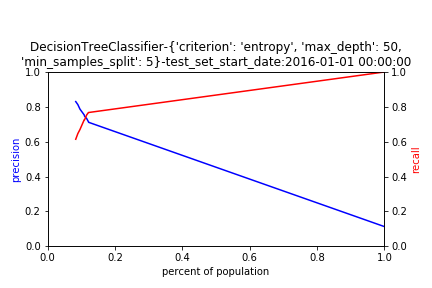 DecisionTreeClassifier-{'criterion': 'entropy', 'max_depth': 50,
'min_samples_split': 5}-test_set_start_date:2016-01-01 00:00:00
1.0
0.8
0.6
0.4
0.2
0.0
precision
1.0
0.8
0.6
0.4
0.2
0.0
recall
0.0 0.2 0.4 0.6 0.8 1.0
percent of population